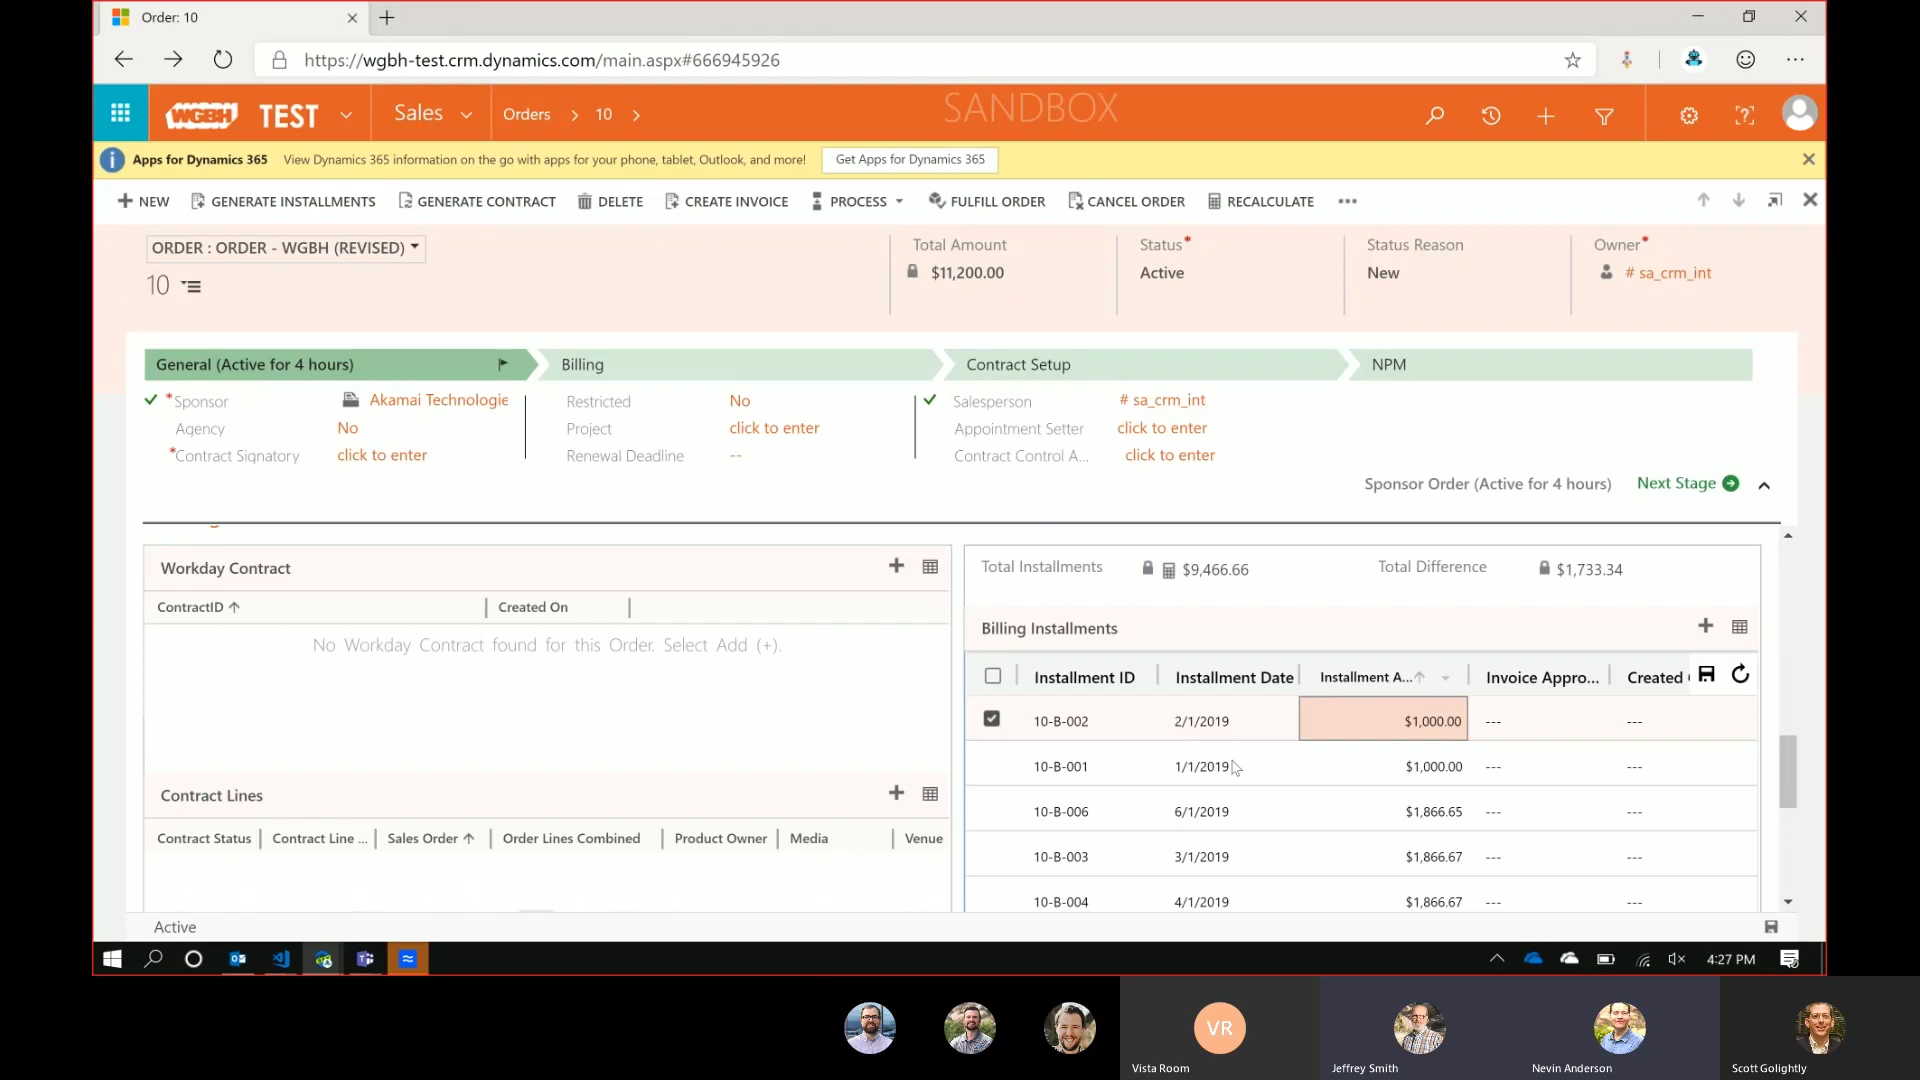 Order: 10
https://wgbh-test.crm.dynamics.com/main.aspx#666945926
WGBH TEST Sales Orders 10 SANDBOX
Apps for Dynamics 365 View Dynamics 365 information on the go with apps for your phone, tablet, Outlook, and more! Get Apps for Dynamics 365
NEW GENERATE INSTALLMENTS GENERATE CONTRACT DELETE CREATE INVOICE PROCESS FULFILL ORDER CANCEL ORDER RECALCULATE
ORDER : ORDER - WGBH (REVISED)
10
Total Amount Status* Status Reason Owner*
$11,200.00 Active New # sa_crm_int
General (Active for 4 hours) Billing Contract Setup NPM
*Sponsor Akamai Technologie Restricted No Salesperson # sa_crm_int
Agency No Project click to enter Appointment Setter click to enter
*Contract Signatory click to enter Renewal Deadline -- Contract Control A... click to enter
Sponsor Order (Active for 4 hours) Next Stage
Workday Contract
ContractID Created On
No Workday Contract found for this Order. Select Add (+).
Contract Lines
Contract Status Contract Line ... Sales Order Order Lines Combined Product Owner Media Venue
Total Installments $9,466.66 Total Difference $1,733.34
Billing Installments
Installment ID Installment Date Installment A... Invoice Appro... Created
10-B-002 2/1/2019 $1,000.00 --- ---
10-B-001 1/1/2019 $1,000.00 --- ---
10-B-006 6/1/2019 $1,866.65 --- ---
10-B-003 3/1/2019 $1,866.67 --- ---
10-B-004 4/1/2019 $1,866.67 --- ---
Active
4:27 PM
VR
Vista Room Jeffrey Smith Nevin Anderson Scott Golightly